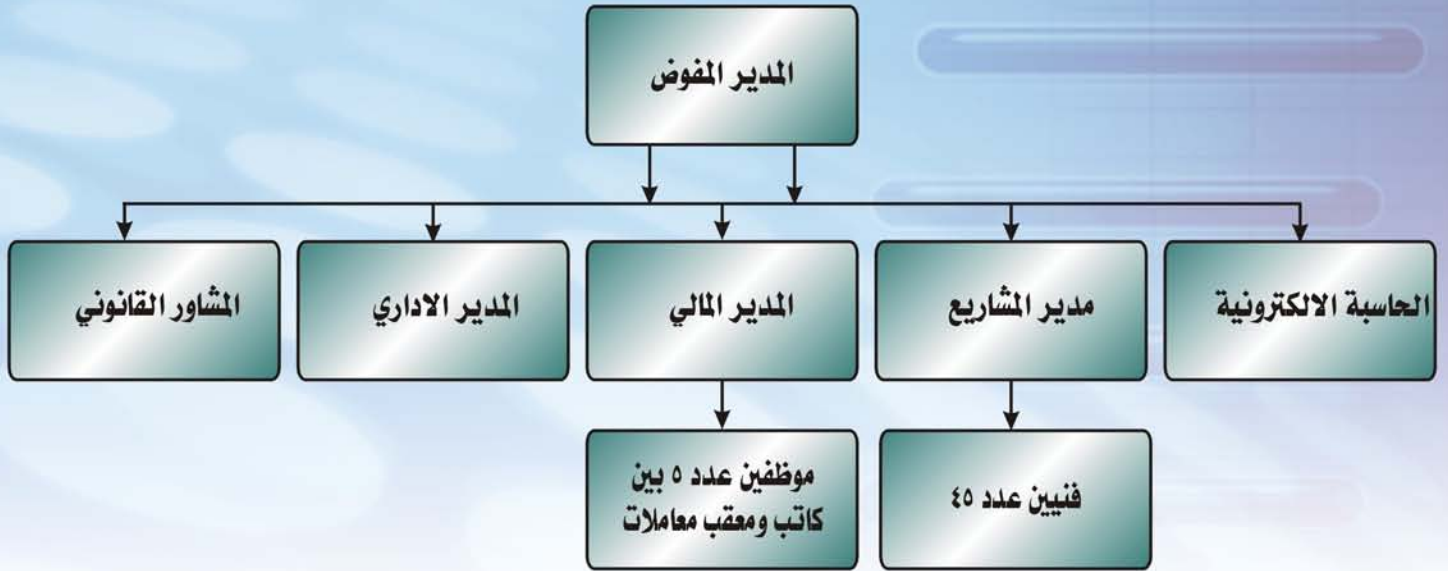 المدير المفوض
الحاسبة الالكترونية
مدير المشاريع
المدير المالي
المدير الاداري
المشاور القانوني
فنيين عدد ٤٥
موظفين عدد ٥ بين
كاتب ومعقب معاملات